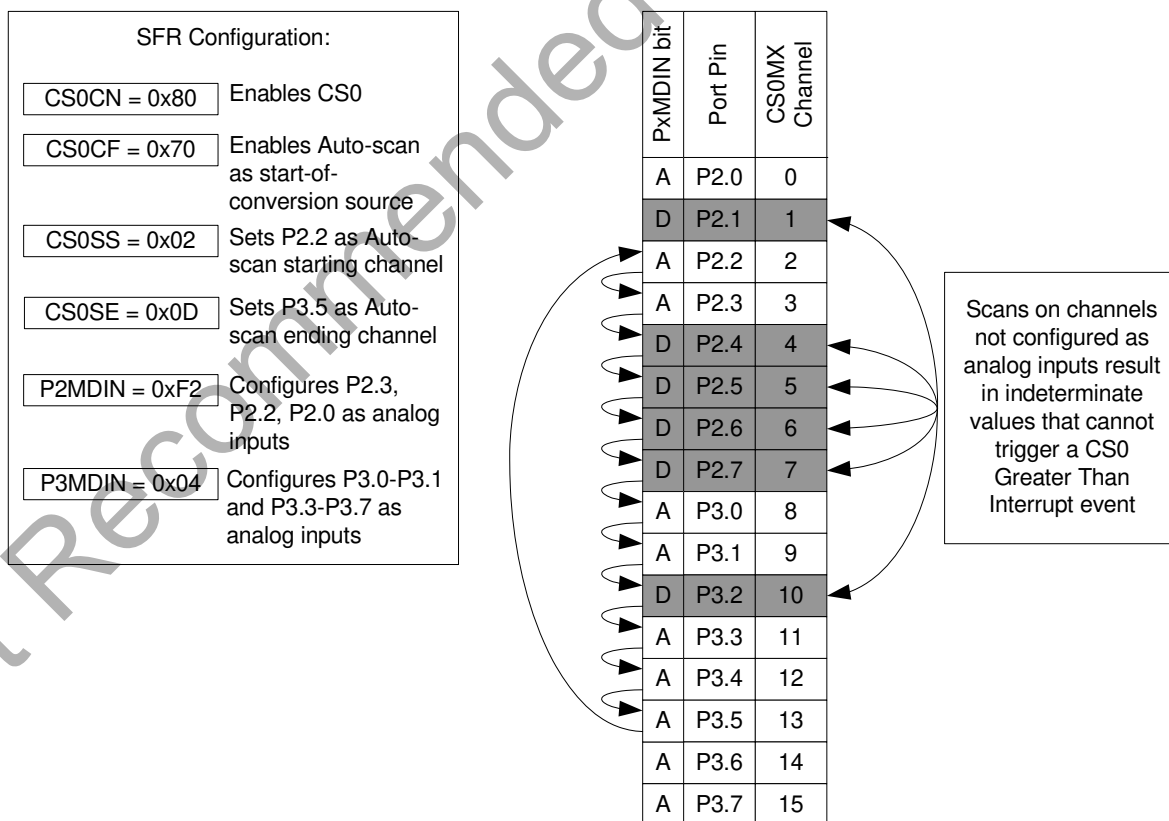 SFR Configuration:
CS0CN = 0x80 Enables CS0
CS0CF = 0x70 Enables Auto-scan
as start-of-
conversion source
CS0SS = 0x02 Sets P2.2 as Auto-
scan starting channel
CS0SE = 0x0D Sets P3.5 as Auto-
scan ending channel
P2MDIN = 0xF2 Configures P2.3,
P2.2, P2.0 as analog
inputs
P3MDIN = 0x04 Configures P3.0-P3.1
and P3.3-P3.7 as
analog inputs
PxMDIN bit Port Pin CS0MX Channel
A P2.0 0
D P2.1 1
A P2.2 2
A P2.3 3
D P2.4 4
D P2.5 5
D P2.6 6
D P2.7 7
A P3.0 8
A P3.1 9
D P3.2 10
A P3.3 11
A P3.4 12
A P3.5 13
A P3.6 14
A P3.7 15
Scans on channels
not configured as
analog inputs result
in indeterminate
values that cannot
trigger a CS0
Greater Than
Interrupt event
t Recommended